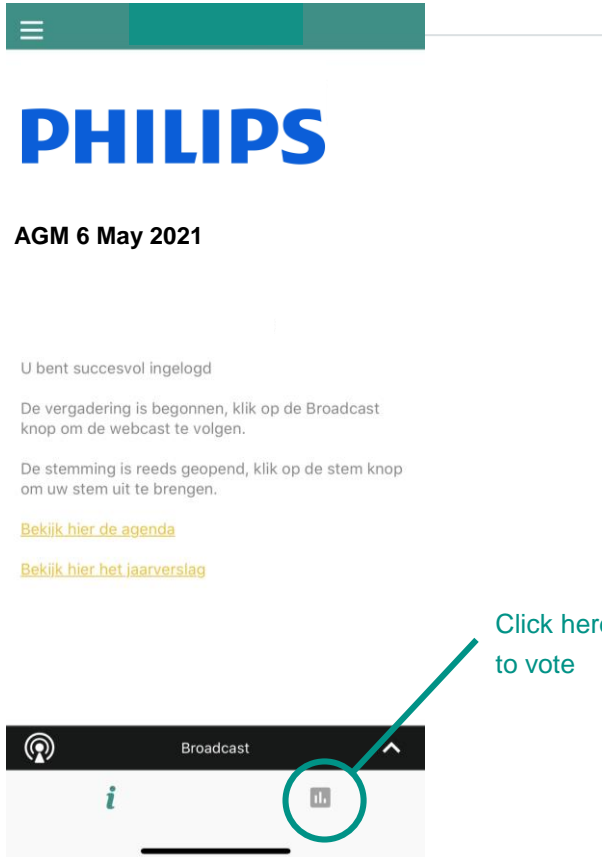 PHILIPS
AGM 6 May 2021
U bent succesvol ingelogd
De vergadering is begonnen, klik op de Broadcast
knop om de webcast te volgen.
De stemming is reeds geopend, klik op de stem knop
om uw stem uit te brengen.
Bekijk hier de agenda
Bekijk hier het jaarverslag
Click here
to vote
Broadcast
i